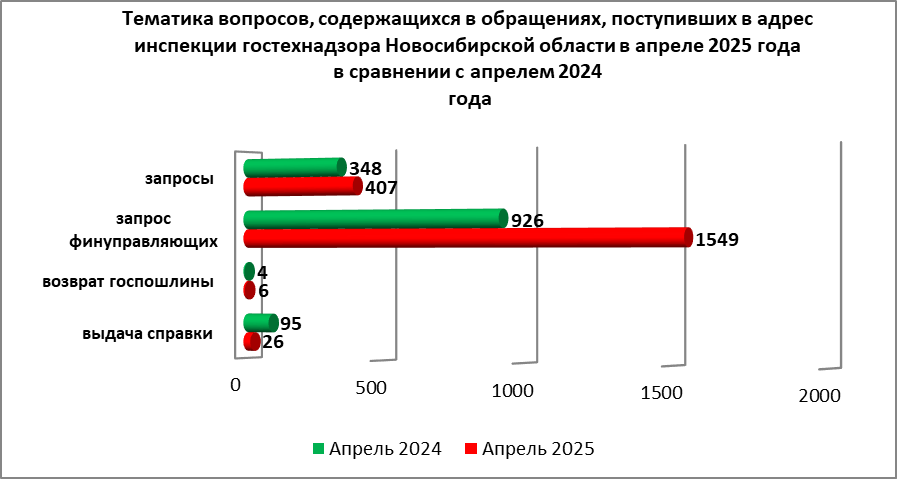 Тематика вопросов, содержащихся в обращениях, поступивших в адрес
инспекции гостехнадзора Новосибирской области в апреле 2025 года
в сравнении с апрелем 2024
года
запросы
348
407
запрос
финуправляющих
926
1549
возврат госпошлины
4
6
выдача справки
95
26
0
500
1000
1500
2000
Апрель 2024
Апрель 2025